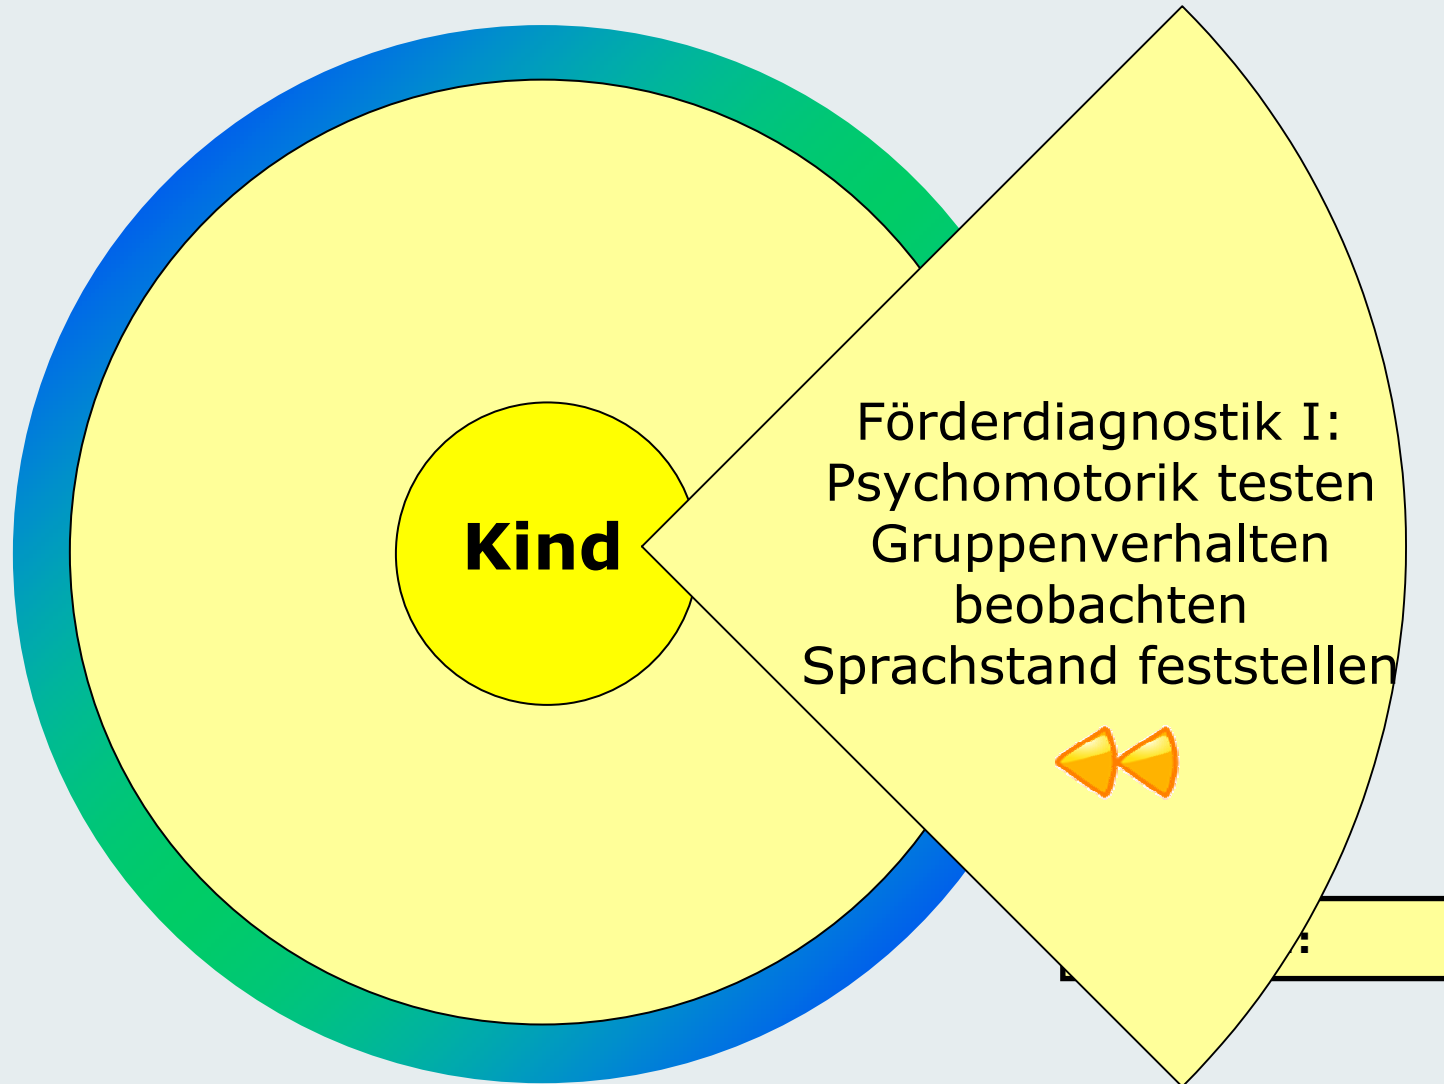 Kind
Förderdiagnostik I:
Psychomotorik testen
Gruppenverhalten
beobachten
Sprachstand feststellen